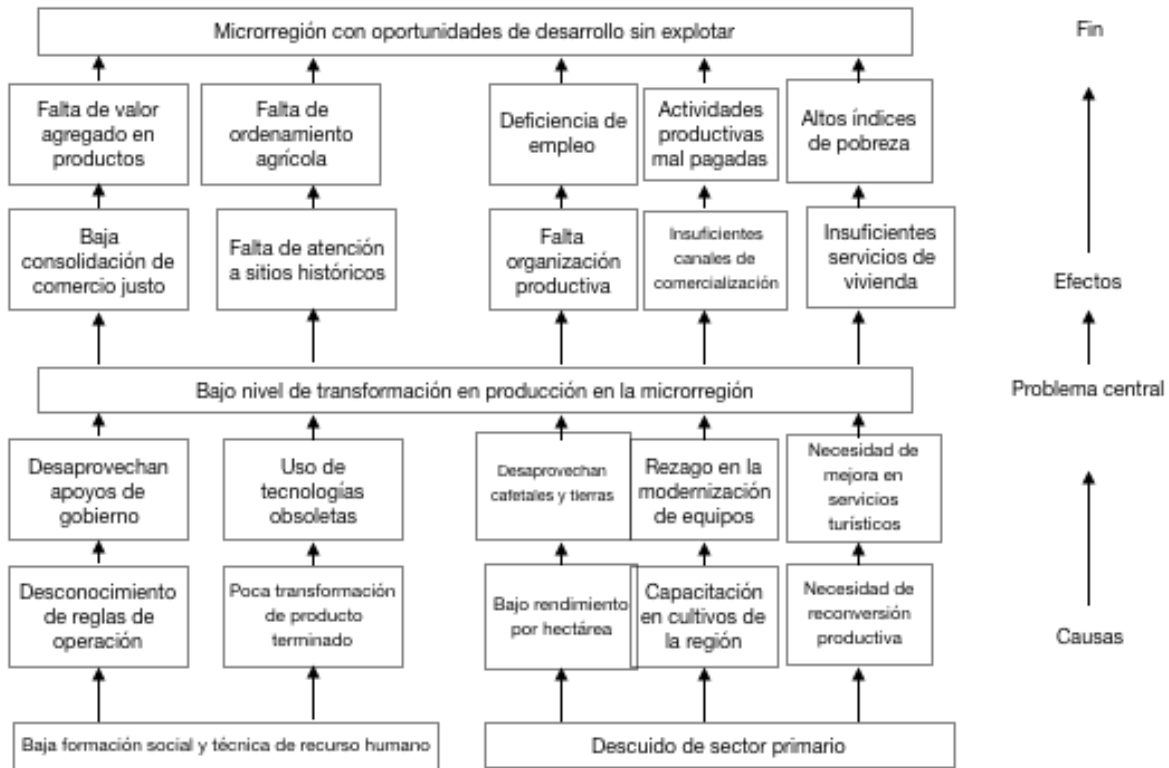 Microrregión con oportunidades de desarrollo sin explotar
Fin
Falta de valor
agregado en
productos
Falta de
ordenamiento
agrícola
Deficiencia de
empleo
Actividades
productivas
mal pagadas
Altos índices
de pobreza
Baja
consolidación de
comercio justo
Falta de atención
a sitios históricos
Falta
organización
productiva
Insuficientes
canales de
comercialización
Insuficientes
servicios de
vivienda
Efectos
Bajo nivel de transformación en producción en la microrregión
Problema central
Desaprovechan
apoyos de
gobierno
Uso de
tecnologías
obsoletas
Desaprovechan
cafetales y tierras
Rezago en la
modernización
de equipos
Necesidad de
mejora en
servicios
turísticos
Desconocimiento
de reglas de
operación
Poca transformación
de producto
terminado
Bajo rendimiento
por hectárea
Capacitación
en cultivos de
la región
Necesidad de
reconversión
productiva
Causas
Baja formación social y técnica de recurso humano
Descuido de sector primario